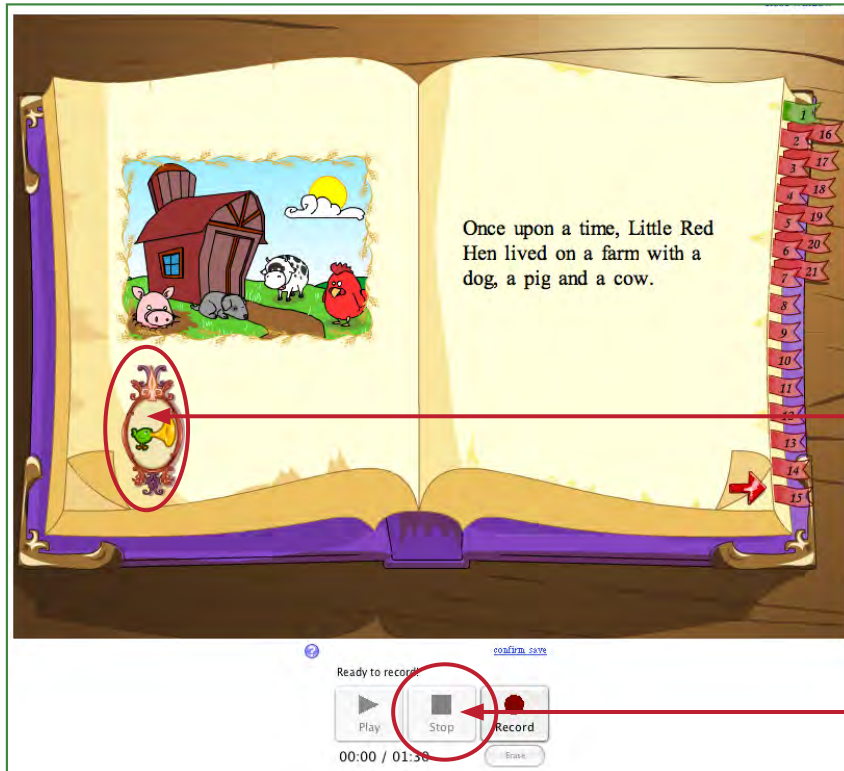 Once upon a time, Little Red
Hen lived on a farm with a
dog, a pig and a cow.
1
2
16
3
17
4
18
5
19
6
20
7
21
8
9
10
11
12
13
14
15
?
confirm save
Ready to record!
Play
Stop
Record
00:00 / 01:30
Erase